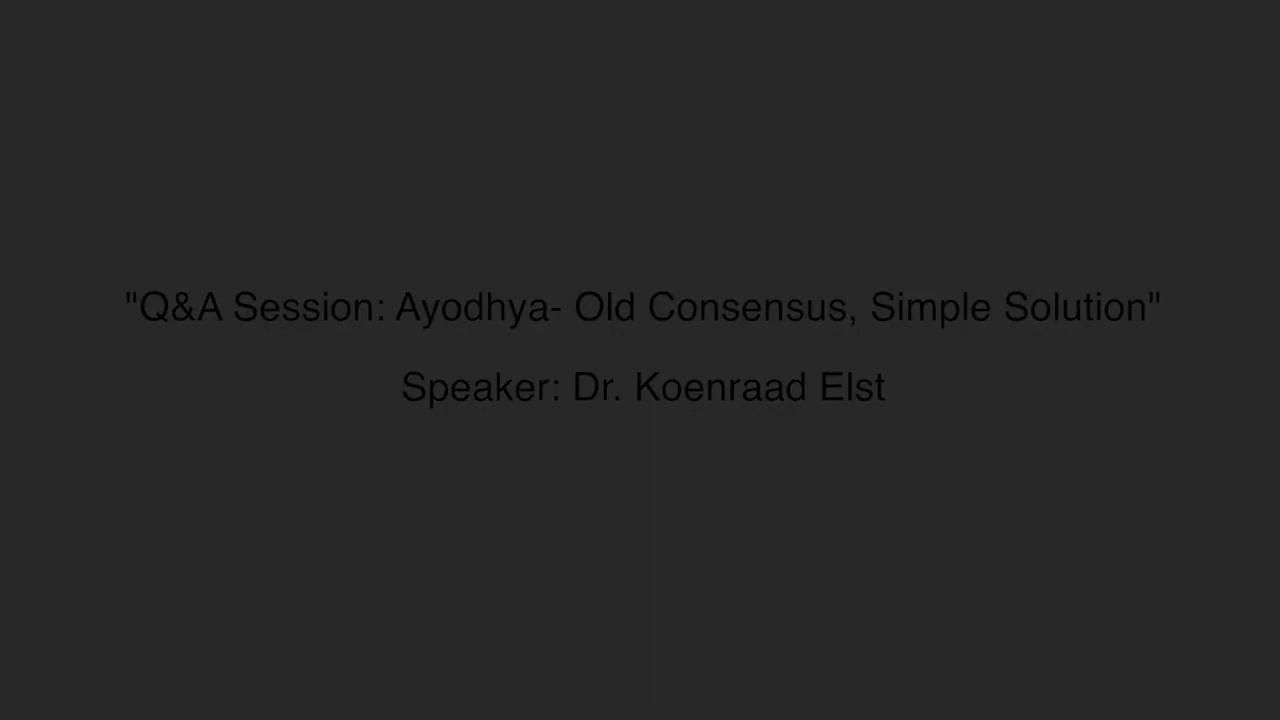 "Q&A Session: Ayodhya- Old Consensus, Simple Solution"
Speaker: Dr. Koenraad Elst